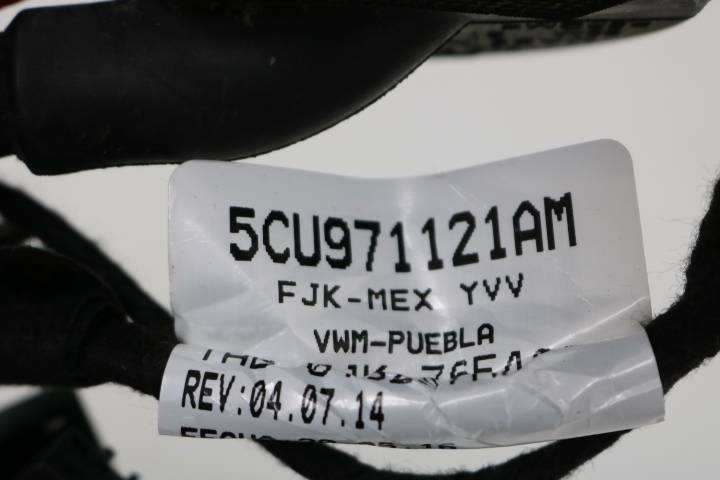 5CU971121AM
FJK-MEX YVV
VWM-PUEBLA
REV:04.07.14